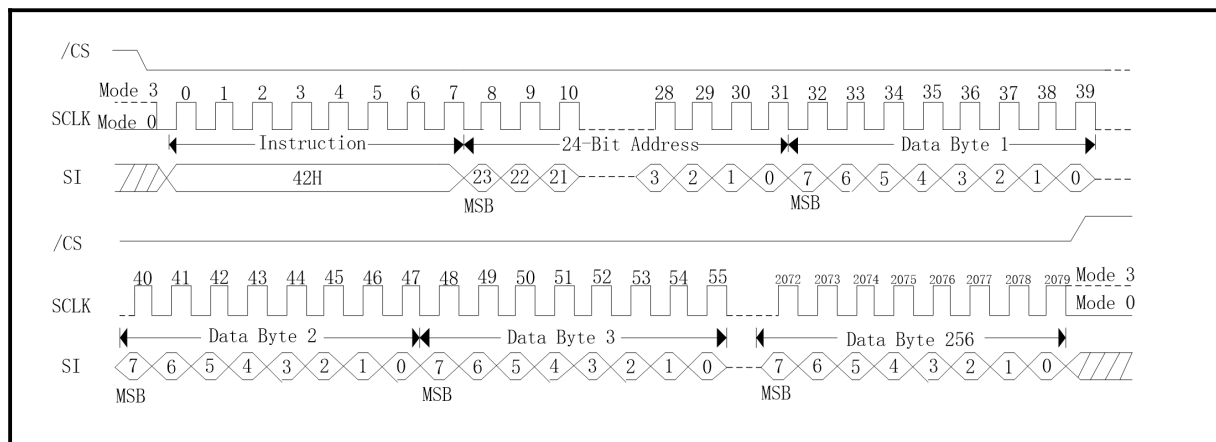 /CS
Mode 3 0 1 2 3 4 5 6 7 8 9 10 28 29 30 31 32 33 34 35 36 37 38 39
SCLK
Mode 0
Instruction 24-Bit Address Data Byte 1
SI 42H 23 22 21 3 2 1 0 7 6 5 4 3 2 1 0
MSB MSB
/CS
40 41 42 43 44 45 46 47 48 49 50 51 52 53 54 55 2072 2073 2074 2075 2076 2077 2078 2079 Mode 3
SCLK Mode 0
Data Byte 2 Data Byte 3 Data Byte 256
SI 7 6 5 4 3 2 1 0 7 6 5 4 3 2 1 0 7 6 5 4 3 2 1 0
MSB MSB MSB